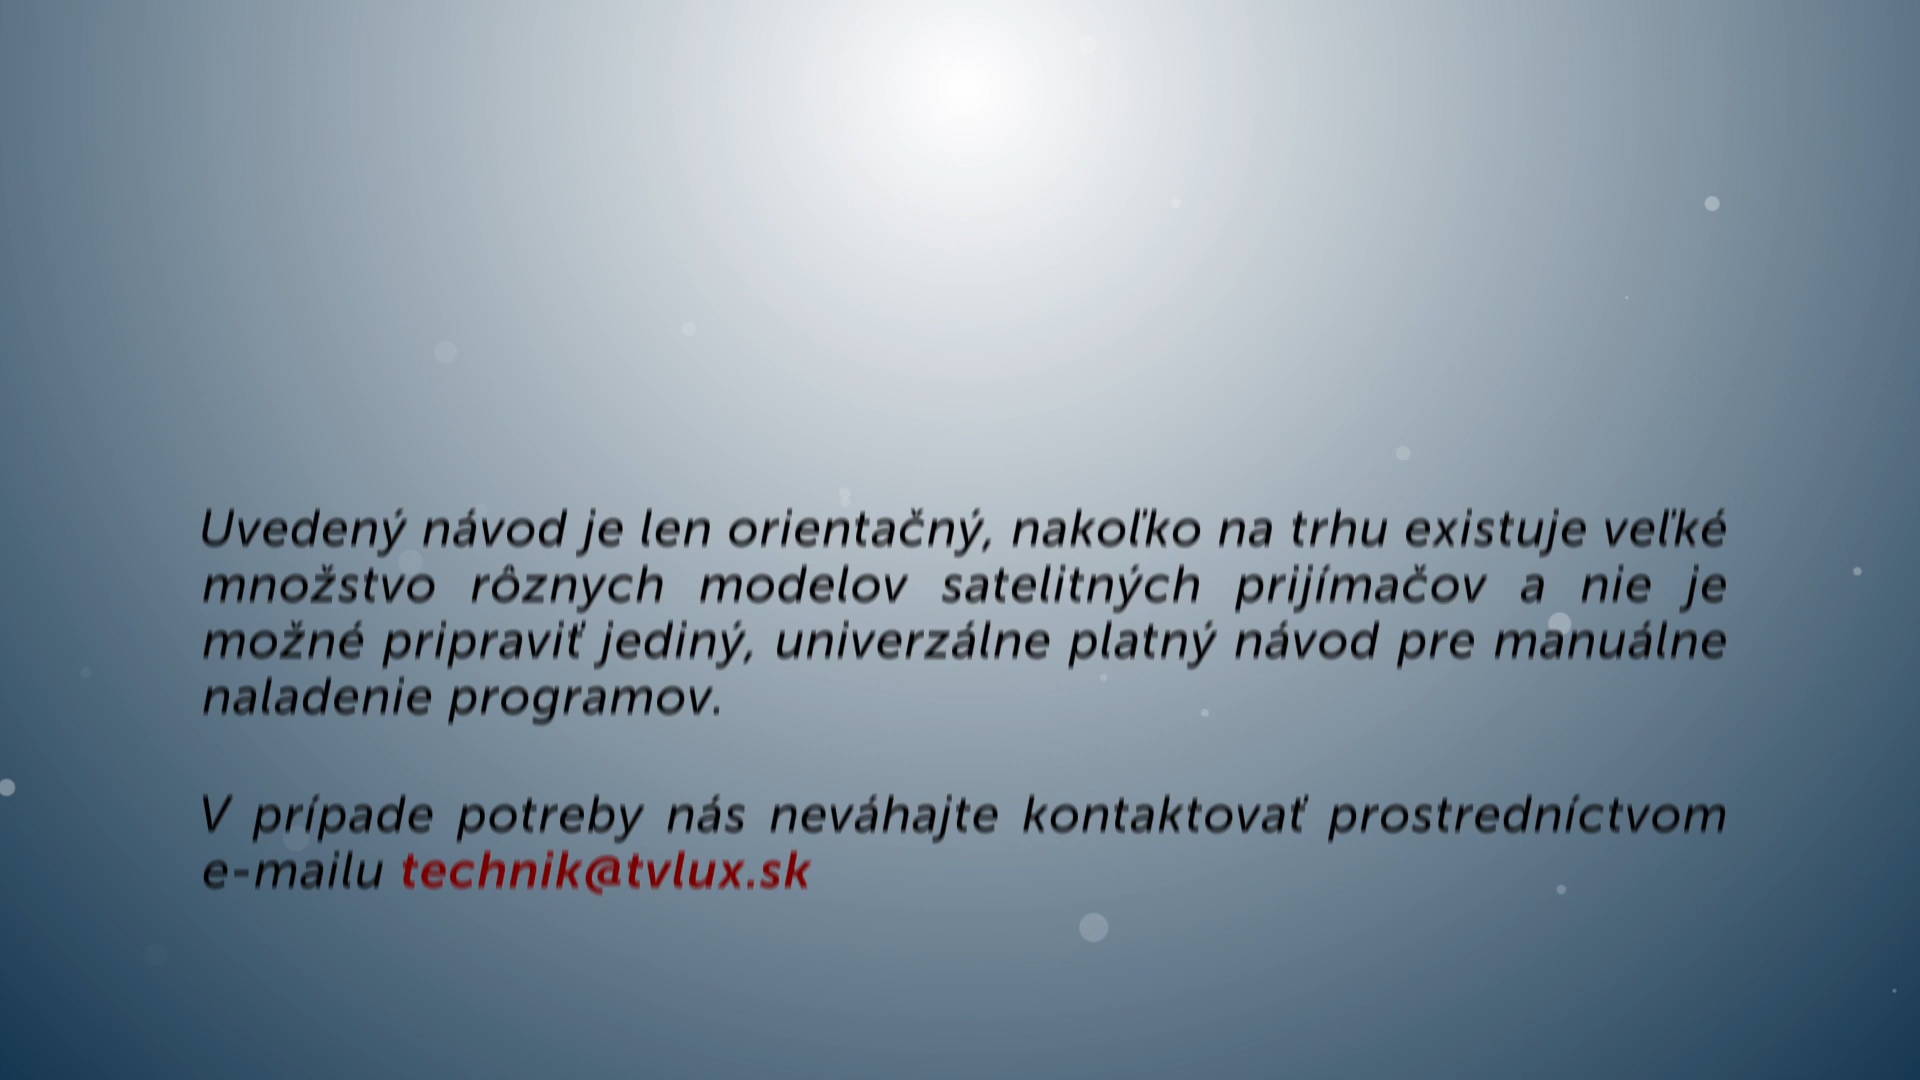 Uvedený návod je len orientačný, nakoľko na trhu existuje veľké
množstvo rôznych modelov satelitných prijímačov a nie je
možné pripraviť jediný, univerzálne platný návod pre manuálne
naladenie programov.
V prípade potreby nás neváhajte kontaktovať prostredníctvom
e-mailu technik@tvlux.sk